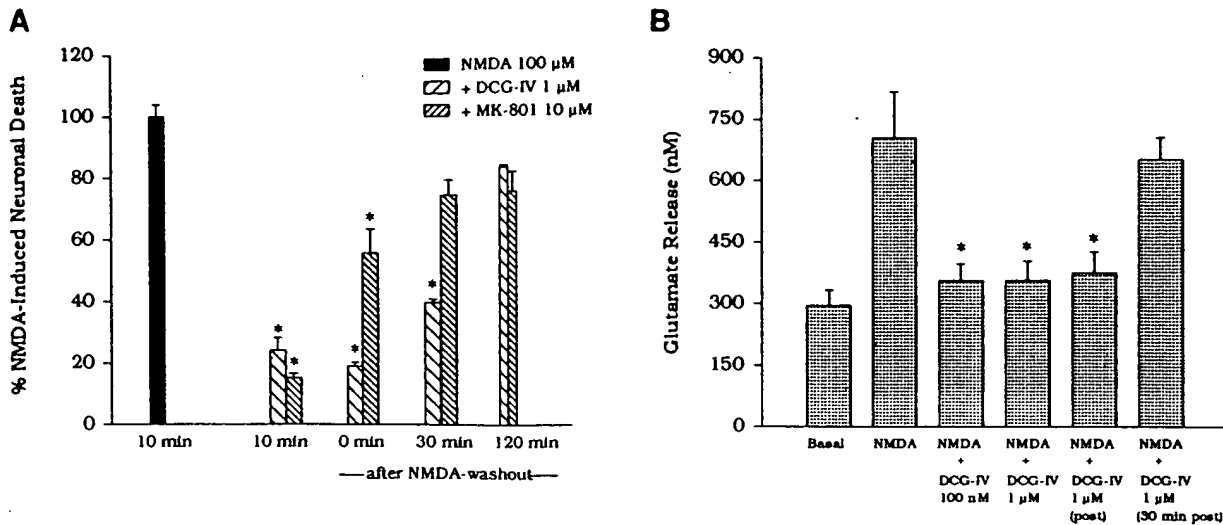 A
% NMDA-Induced Neuronal Death
120
100
80
60
40
20
0
NMDA 100 µM
+ DCG-IV 1 µM
+ MK-801 10 µM
*
*
*
*
*
10 min
10 min
0 min
30 min
120 min
after NMDA-washout
B
Glutamate Release (nM)
900
750
600
450
300
150
0
*
*
*
Basal
NMDA
NMDA
+
DCG-IV
100 nM
NMDA
+
DCG-IV
1 µM
NMDA
+
DCG-IV
1 µM
(post)
NMDA
+
DCG-IV
1 µM
(30 min post)